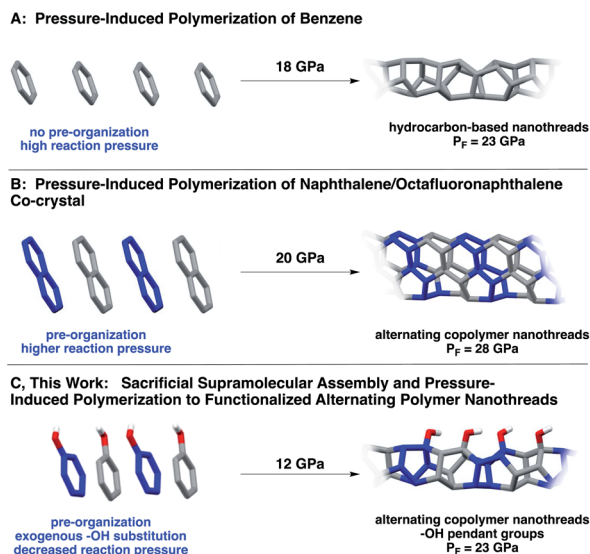 A: Pressure-Induced Polymerization of Benzene
18 GPa
no pre-organization
high reaction pressure
hydrocarbon-based nanothreads
P_F = 23 GPa
B: Pressure-Induced Polymerization of Naphthalene/Octafluoronaphthalene
Co-crystal
20 GPa
pre-organization
higher reaction pressure
alternating copolymer nanothreads
P_F = 28 GPa
C, This Work: Sacrificial Supramolecular Assembly and Pressure-
Induced Polymerization to Functionalized Alternating Polymer Nanothreads
12 GPa
pre-organization
exogenous -OH substitution
decreased reaction pressure
alternating copolymer nanothreads
-OH pendant groups
P_F = 23 GPa